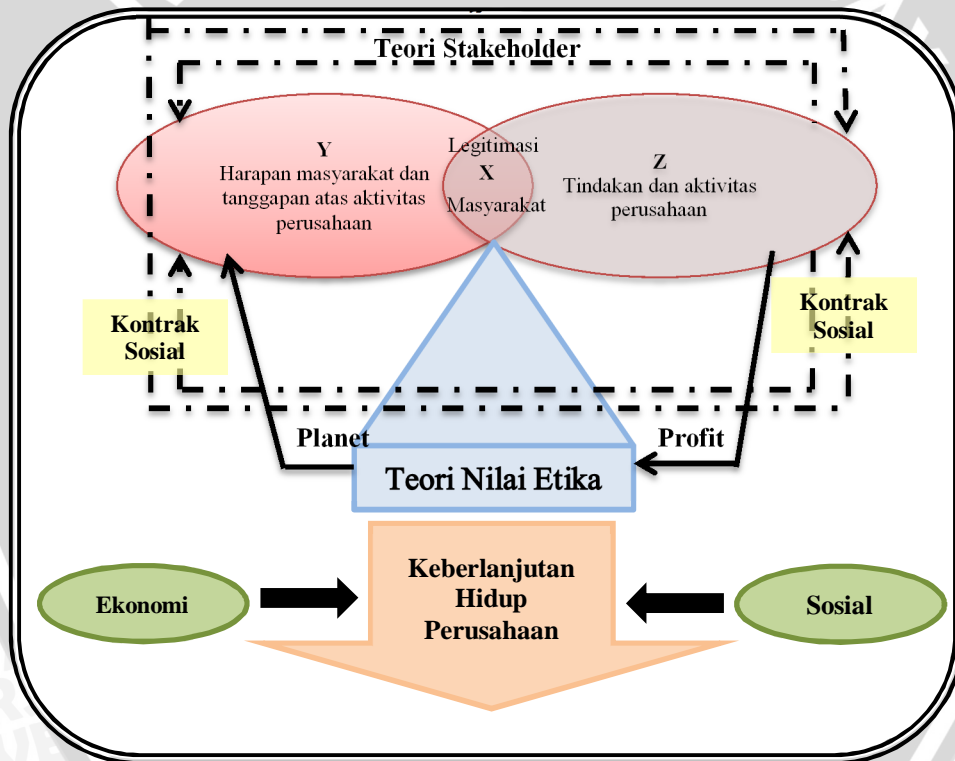 Teori Stakeholder
Y
Harapan masyarakat dan
tanggapan atas aktivitas
perusahaan
Legitimasi
X
Masyarakat
Z
Tindakan dan aktivitas
perusahaan
Kontrak
Sosial
Kontrak
Sosial
Planet
Profit
Teori Nilai Etika
Ekonomi
Keberlanjutan
Hidup
Perusahaan
Sosial